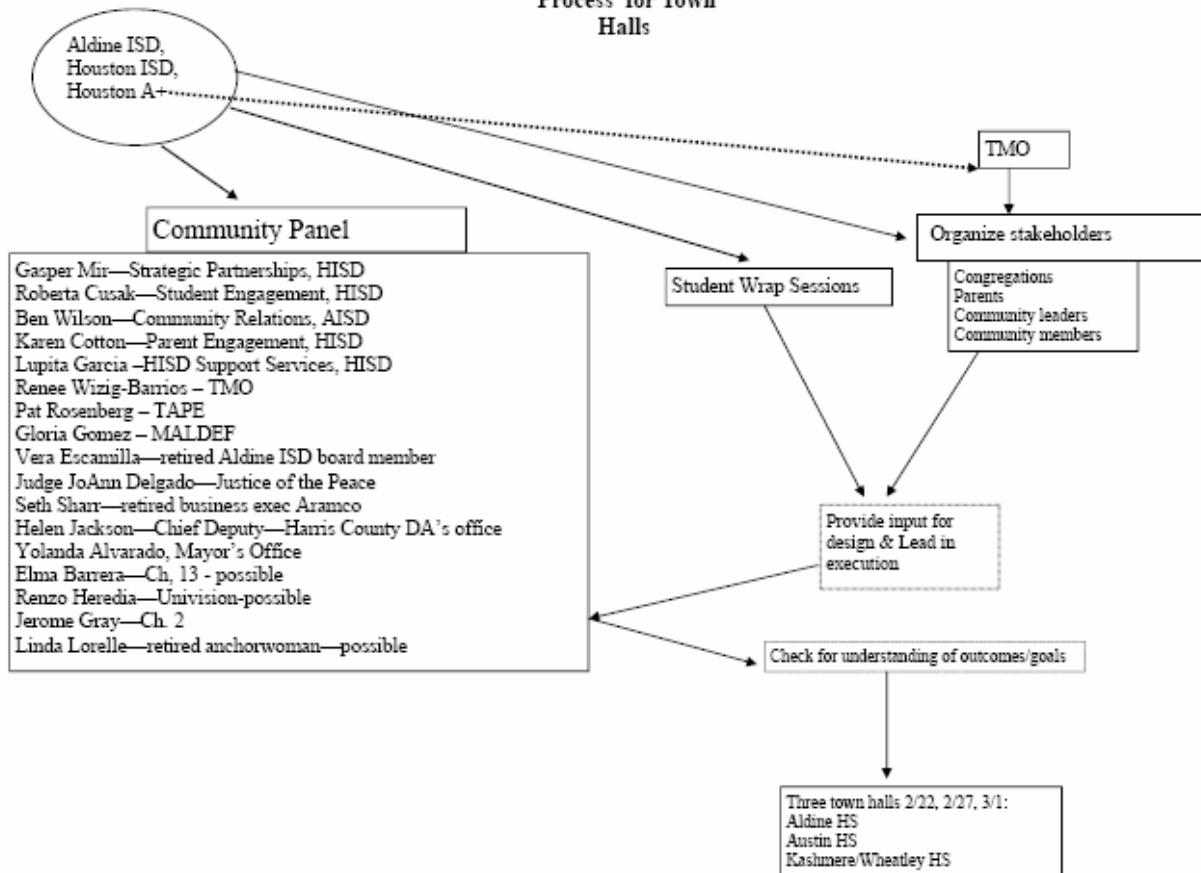 Process for Town
Halls
Aldine ISD,
Houston ISD,
Houston A+
TMO
Community Panel
Gasper Mir—Strategic Partnerships, HISD
Roberta Cusak—Student Engagement, HISD
Ben Wilson—Community Relations, AISD
Karen Cotton—Parent Engagement, HISD
Lupita Garcia –HISD Support Services, HISD
Renee Wizig-Barrios – TMO
Pat Rosenberg – TAPE
Gloria Gomez – MALDEF
Vera Escamilla—retired Aldine ISD board member
Judge JoAnn Delgado—Justice of the Peace
Seth Sharr—retired business exec Aramco
Helen Jackson—Chief Deputy—Harris County DA's office
Yolanda Alvarado, Mayor's Office
Elma Barrera—Ch, 13 - possible
Renzo Heredia—Univision-possible
Jerome Gray—Ch. 2
Linda Lorelle—retired anchorwoman—possible
Student Wrap Sessions
Organize stakeholders
Congregations
Parents
Community leaders
Community members
Provide input for
design & Lead in
execution
Check for understanding of outcomes/goals
Three town halls 2/22, 2/27, 3/1:
Aldine HS
Austin HS
Kashmere/Wheatley HS